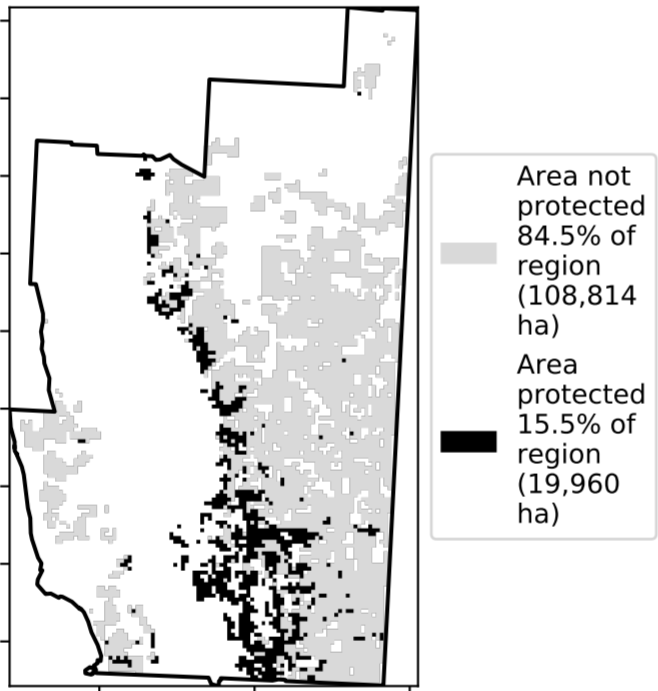 Area not
protected
84.5% of
region
(108,814
ha)
Area
protected
15.5% of
region
(19,960
ha)